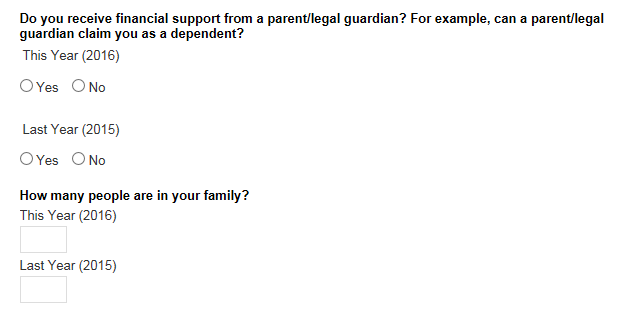 Do you receive financial support from a parent/legal guardian? For example, can a parent/legal
guardian claim you as a dependent?
This Year (2016)
Yes No
Last Year (2015)
Yes No
How many people are in your family?
This Year (2016)
Last Year (2015)